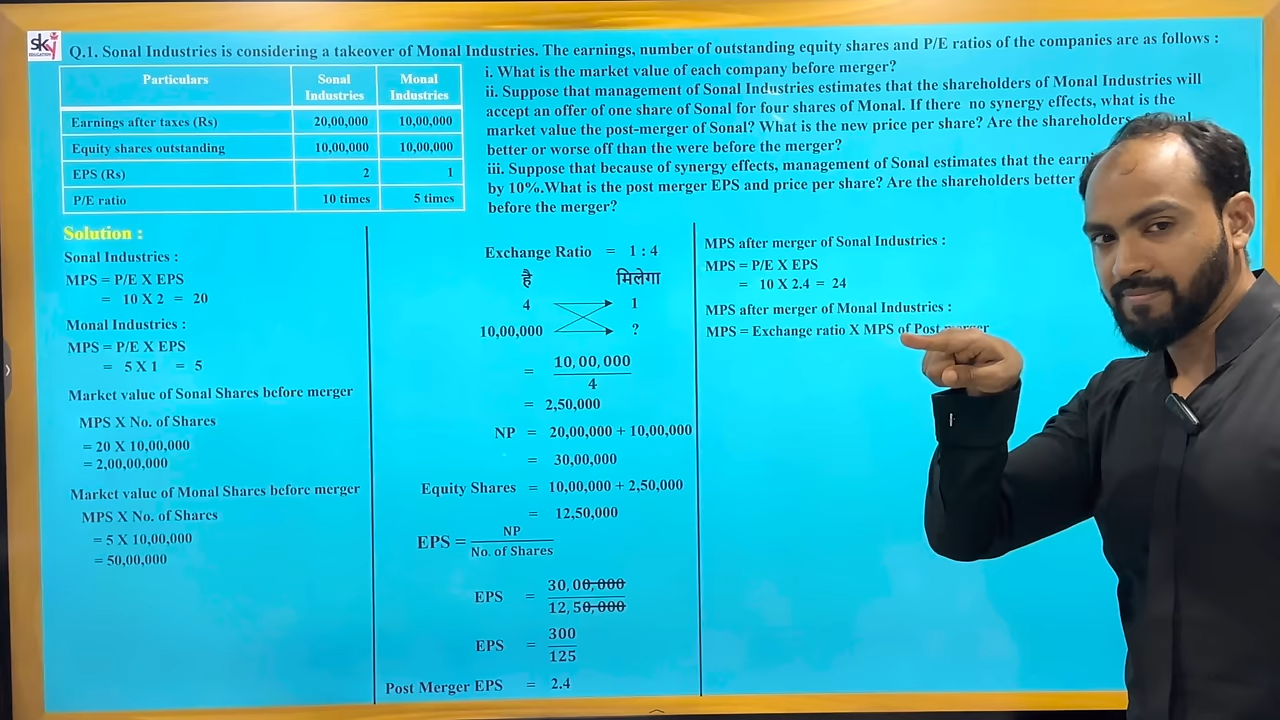 sky
EDUCATION
Q.1. Sonal Industries is considering a takeover of Monal Industries. The earnings, number of outstanding equity shares and P/E ratios of the companies are as follows :
Particulars Sonal Industries Monal Industries
Earnings after taxes (Rs) 20,00,000 10,00,000
Equity shares outstanding 10,00,000 10,00,000
EPS (Rs) 2 1
P/E ratio 10 times 5 times
i. What is the market value of each company before merger?
ii. Suppose that management of Sonal Industries estimates that the shareholders of Monal Industries will
accept an offer of one share of Sonal for four shares of Monal. If there no synergy effects, what is the
market value the post-merger of Sonal? What is the new price per share? Are the shareholders
better or worse off than the were before the merger?
iii. Suppose that because of synergy effects, management of Sonal estimates that the
by 10%.What is the post merger EPS and price per share? Are the shareholders better
before the merger?
Solution :
Sonal Industries :
MPS = P/E X EPS
= 10 X 2 = 20
Monal Industries :
MPS = P/E X EPS
= 5 X 1 = 5
Market value of Sonal Shares before merger
MPS X No. of Shares
= 20 X 10,00,000
= 2,00,00,000
Market value of Monal Shares before merger
MPS X No. of Shares
= 5 X 10,00,000
= 50,00,000
Exchange Ratio = 1 : 4
है मिलेगा
4 1
10,00,000 ?
= 10,00,000
4
= 2,50,000
NP = 20,00,000 + 10,00,000
= 30,00,000
Equity Shares = 10,00,000 + 2,50,000
= 12,50,000
EPS = NP
No. of Shares
EPS = 30,00,000
12,50,000
EPS = 300
125
Post Merger EPS = 2.4
MPS after merger of Sonal Industries :
MPS = P/E X EPS
= 10 X 2.4 = 24
MPS after merger of Monal Industries :
MPS = Exchange ratio X MPS of Post merger